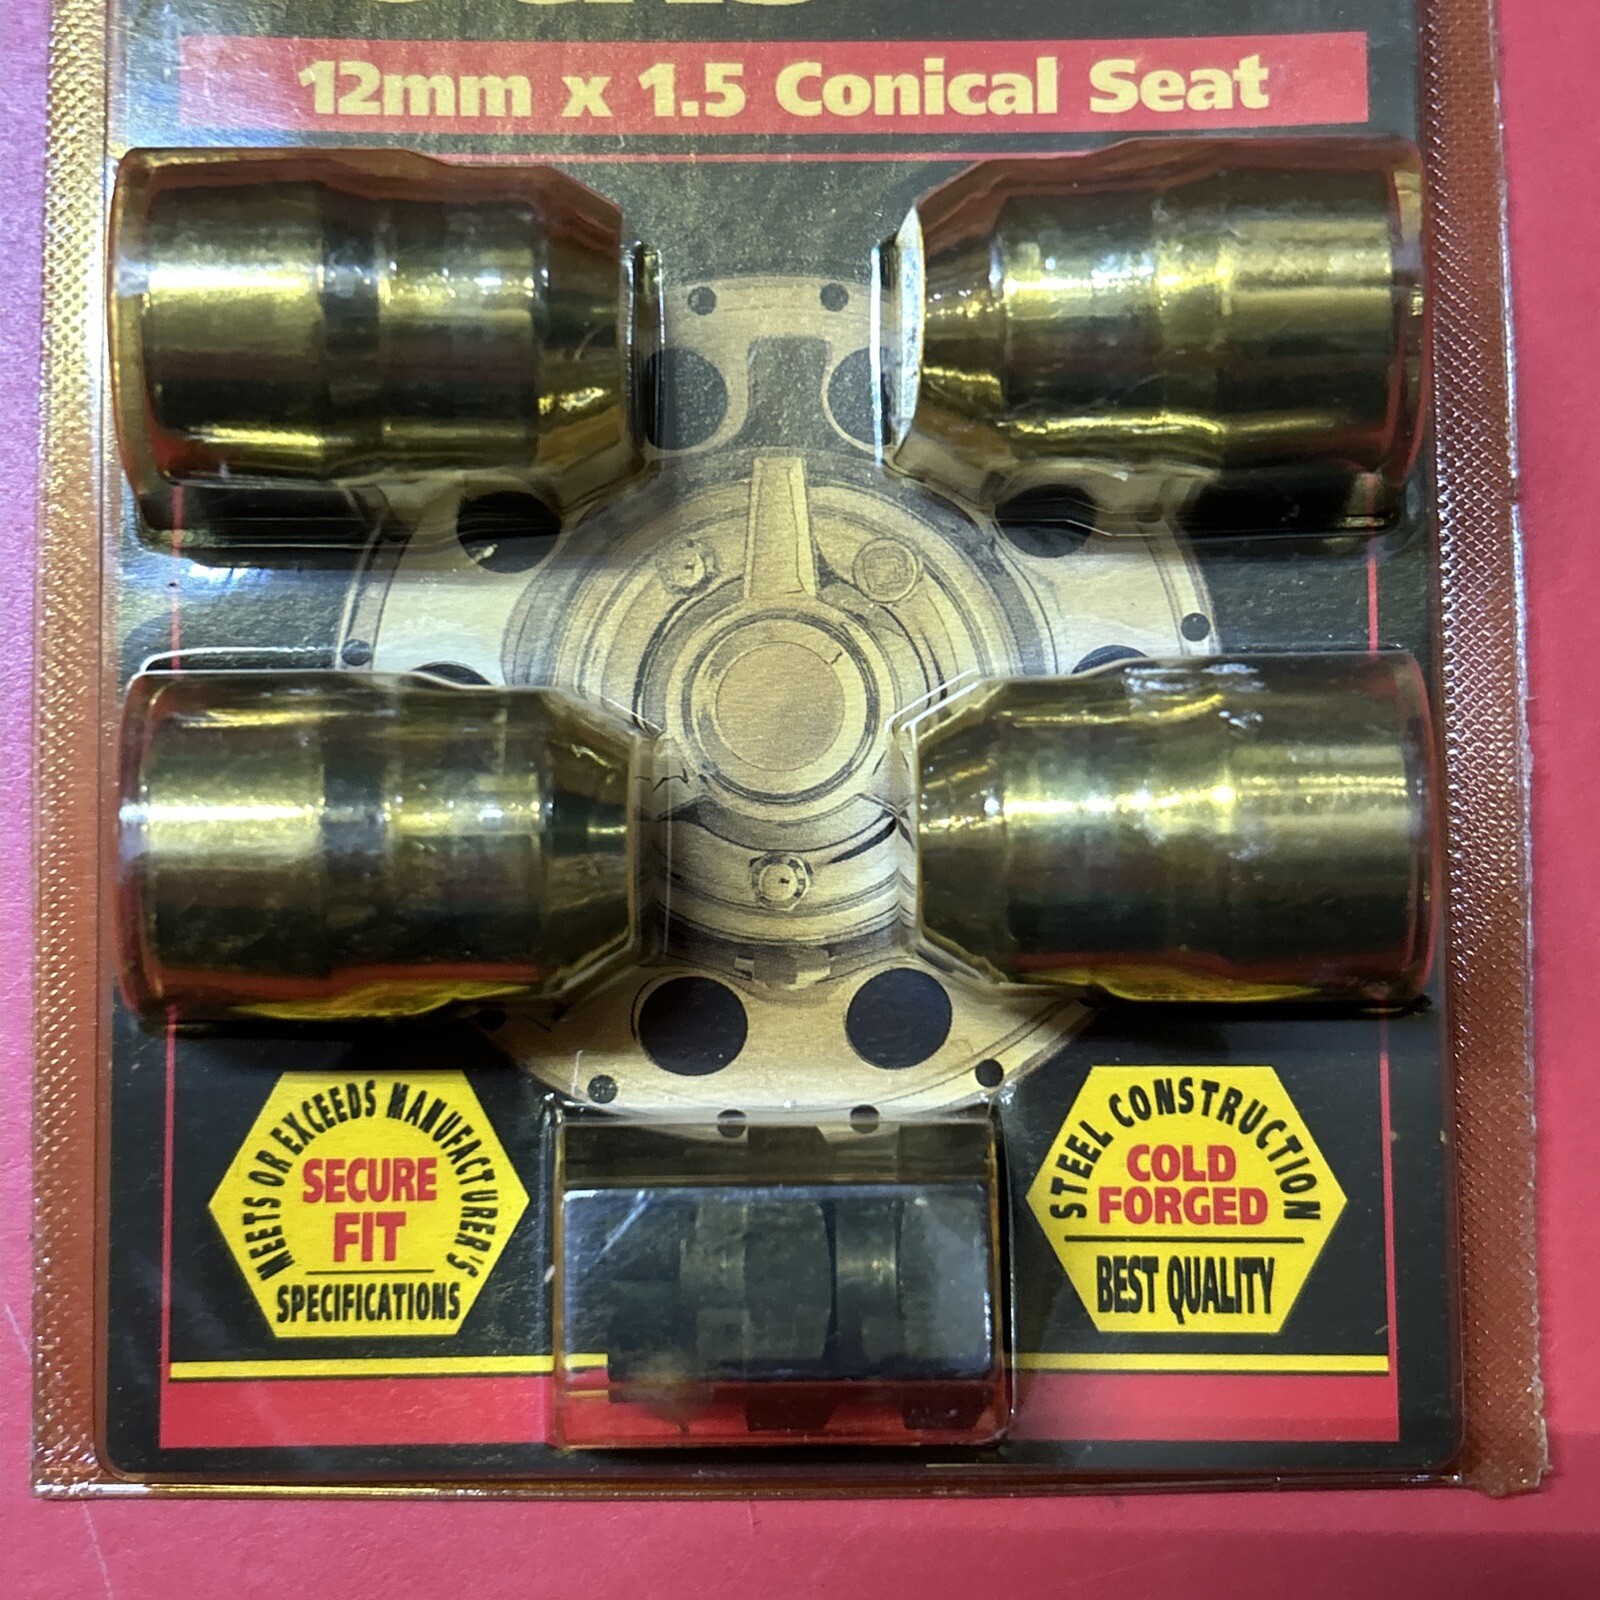 12mm x 1.5 Conical Seat
MEETS OR EXCEEDS MANUFACTURER'S
SECURE
FIT
SPECIFICATIONS
STEEL CONSTRUCTION
COLD
FORGED
BEST QUALITY